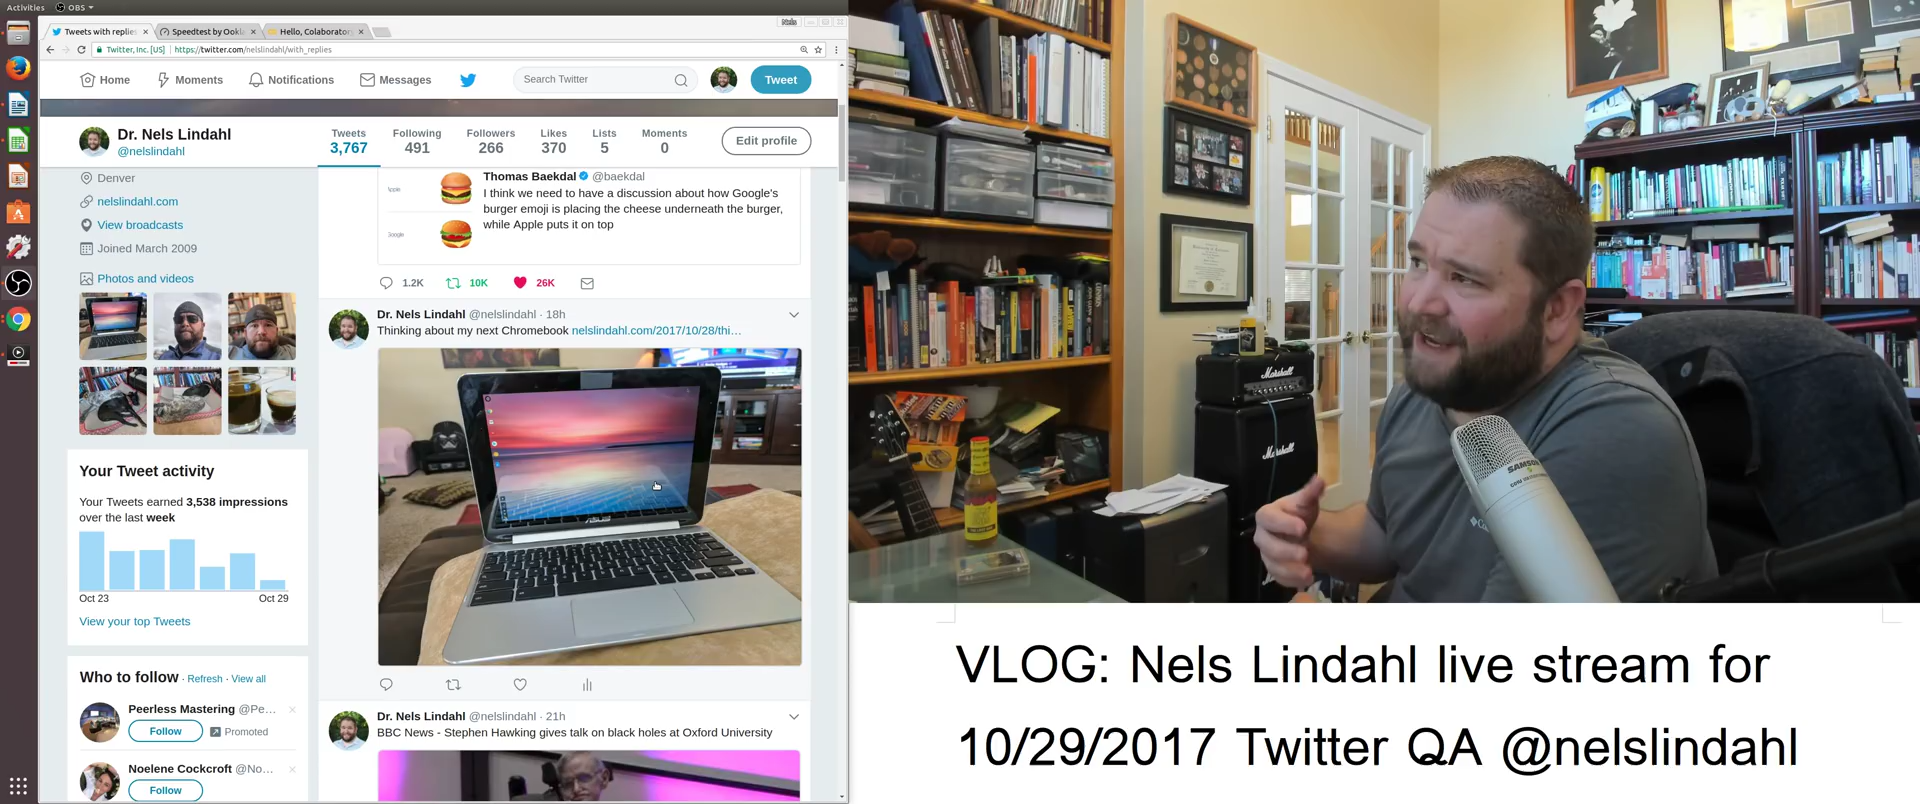 Activities
OBS
Nels
Tweets with replies
Speedtest by Ookl
Hello, Colaborator
Twitter, Inc. [US]
https://twitter.com/nelslindahl/with_replies
Home
Moments
Notifications
Messages
Search Twitter
Tweet
Dr. Nels Lindahl
@nelslindahl
Tweets
3,767
Following
491
Followers
266
Likes
370
Lists
5
Moments
0
Edit profile
Denver
nelslindahl.com
View broadcasts
Joined March 2009
Photos and videos
Your Tweet activity
Your Tweets earned 3,538 impressions
over the last week
Oct 23
Oct 29
View your top Tweets
Who to follow · Refresh · View all
Peerless Mastering @Pe...
Follow
Promoted
Noelene Cockcroft @No...
Follow
Apple
Google
Thomas Baekdal @baekdal
I think we need to have a discussion about how Google's
burger emoji is placing the cheese underneath the burger,
while Apple puts it on top
1.2K
10K
26K
Dr. Nels Lindahl @nelslindahl · 18h
Thinking about my next Chromebook nelslindahl.com/2017/10/28/thi...
ASUS
Dr. Nels Lindahl @nelslindahl · 21h
BBC News - Stephen Hawking gives talk on black holes at Oxford University
Marshall
Marshall
SAMSON
VLOG: Nels Lindahl live stream for
10/29/2017 Twitter QA @nelslindahl